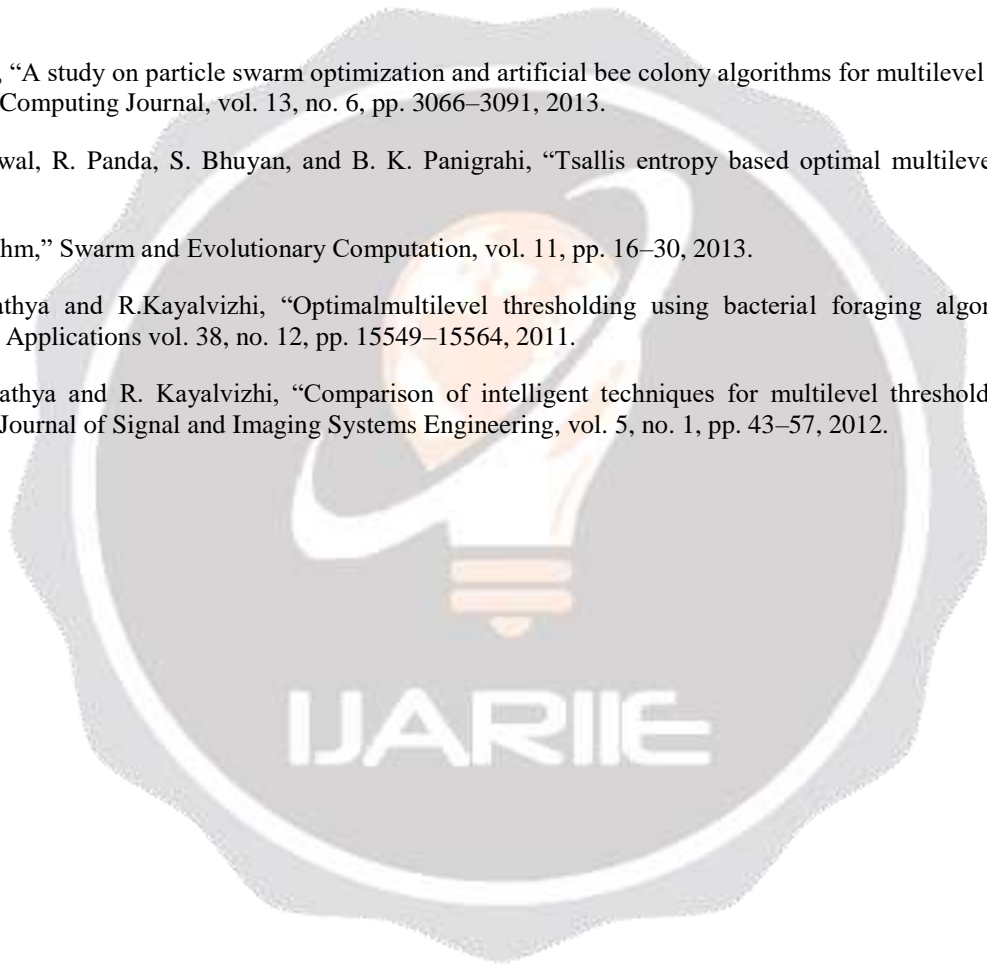 , “A study on particle swarm optimization and artificial bee colony algorithms for multilevel
Computing Journal, vol. 13, no. 6, pp. 3066–3091, 2013.
wal, R. Panda, S. Bhuyan, and B. K. Panigrahi, “Tsallis entropy based optimal multileve
hm,” Swarm and Evolutionary Computation, vol. 11, pp. 16–30, 2013.
athya and R.Kayalvizhi, “Optimalmultilevel thresholding using bacterial foraging algor
Applications vol. 38, no. 12, pp. 15549–15564, 2011.
athya and R. Kayalvizhi, “Comparison of intelligent techniques for multilevel threshold
Journal of Signal and Imaging Systems Engineering, vol. 5, no. 1, pp. 43–57, 2012.
IJARIIE